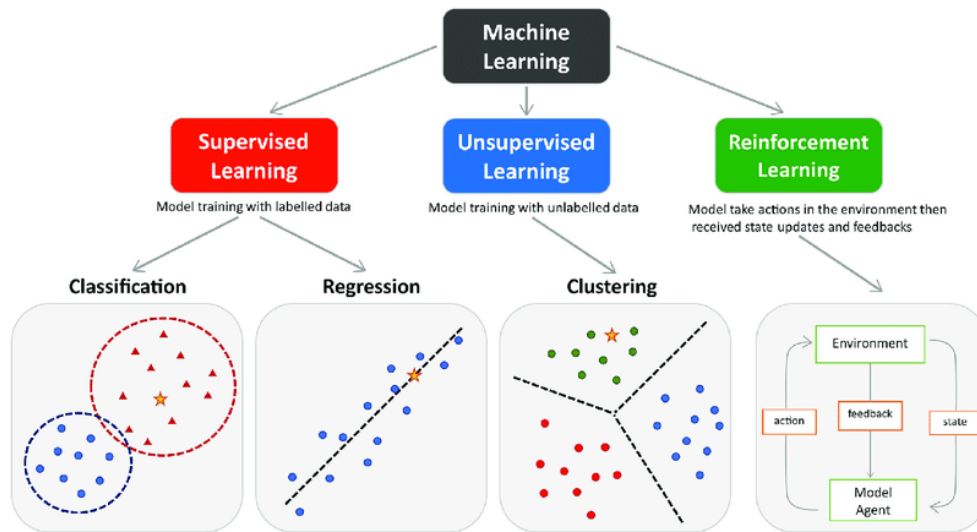 Machine
Learning
Supervised
Learning
Unsupervised
Learning
Reinforcement
Learning
Model training with labelled data
Model training with unlabelled data
Model take actions in the environment then
received state updates and feedbacks
Classification
Regression
Clustering
Environment
action
feedback
state
Model
Agent